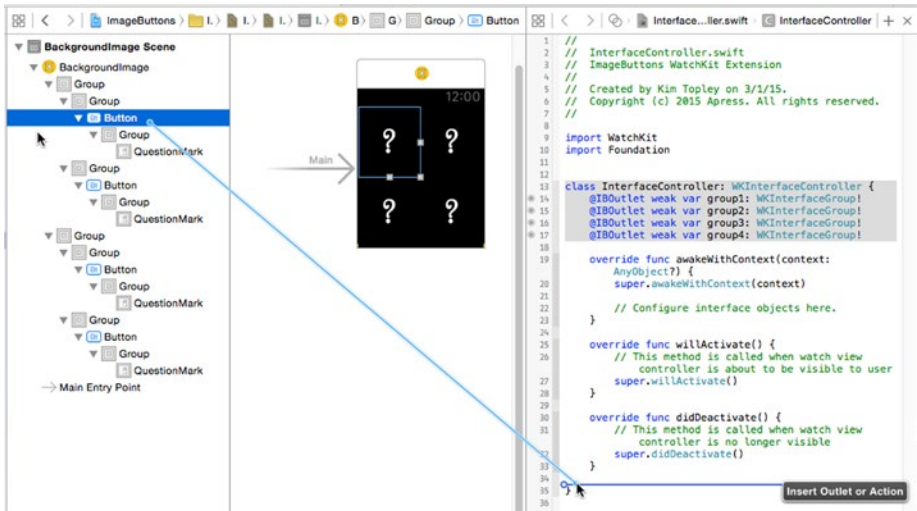 ImageButtons
I.
I.
I.
I.
B
G
Group
Button
Interface...ller.swift
InterfaceController
BackgroundImage Scene
BackgroundImage
Group
Group
Button
Group
QuestionMark
Group
Button
Group
QuestionMark
Group
Group
Button
Group
QuestionMark
Group
Button
Group
QuestionMark
Main Entry Point
Main
12:00
? ?
? ?
1 //
2 // InterfaceController.swift
3 // ImageButtons WatchKit Extension
4 //
5 // Created by Kim Topley on 3/1/15.
6 // Copyright (c) 2015 Apress. All rights reserved.
7 //
8
9 import WatchKit
10 import Foundation
11
12
13 class InterfaceController: WKInterfaceController {
14 @IBOutlet weak var group1: WKInterfaceGroup!
15 @IBOutlet weak var group2: WKInterfaceGroup!
16 @IBOutlet weak var group3: WKInterfaceGroup!
17 @IBOutlet weak var group4: WKInterfaceGroup!
18
19 override func awakeWithContext(context:
AnyObject?) {
20 super.awakeWithContext(context)
21
22 // Configure interface objects here.
23 }
24
25 override func willActivate() {
26 // This method is called when watch view
controller is about to be visible to user
27 super.willActivate()
28 }
29
30 override func didDeactivate() {
31 // This method is called when watch view
controller is no longer visible
32 super.didDeactivate()
33 }
34
35 }
36
Insert Outlet or Action